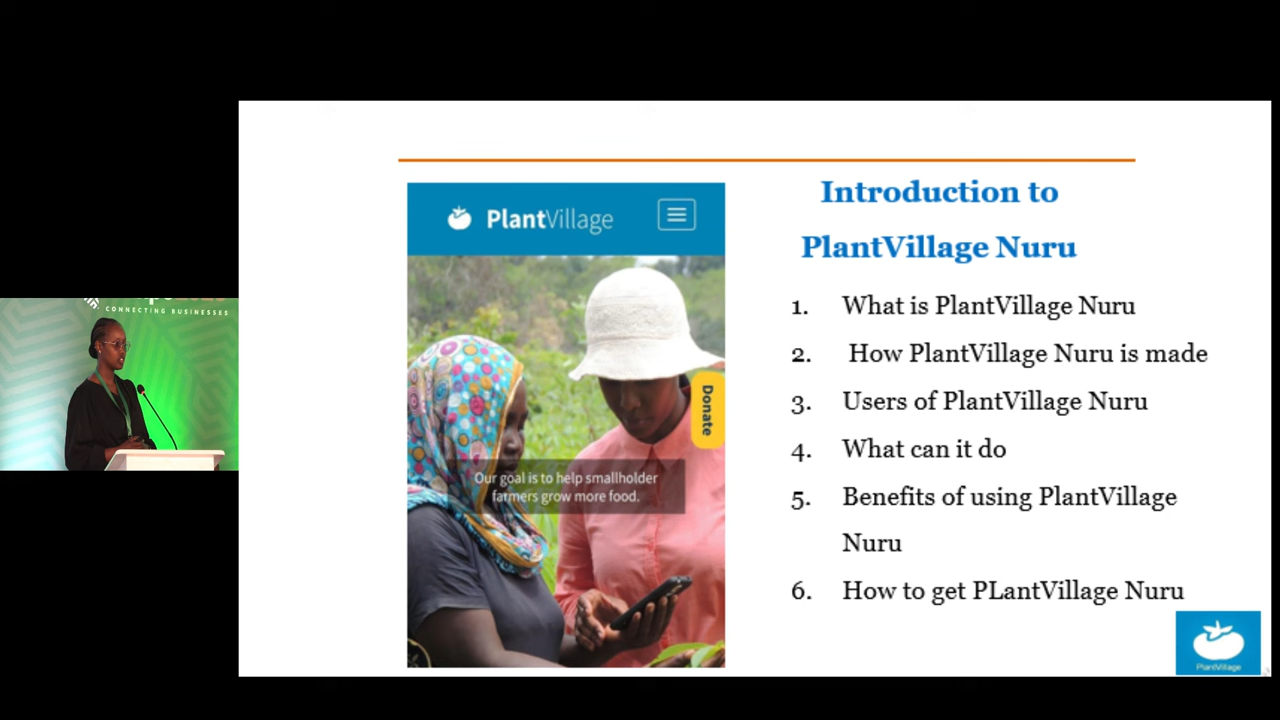 CONNECTING BUSINESSES
PlantVillage
Donate
Our goal is to help smallholder
farmers grow more food.
Introduction to
PlantVillage Nuru
1. What is PlantVillage Nuru
2. How PlantVillage Nuru is made
3. Users of PlantVillage Nuru
4. What can it do
5. Benefits of using PlantVillage
Nuru
6. How to get PLantVillage Nuru
PlantVillage